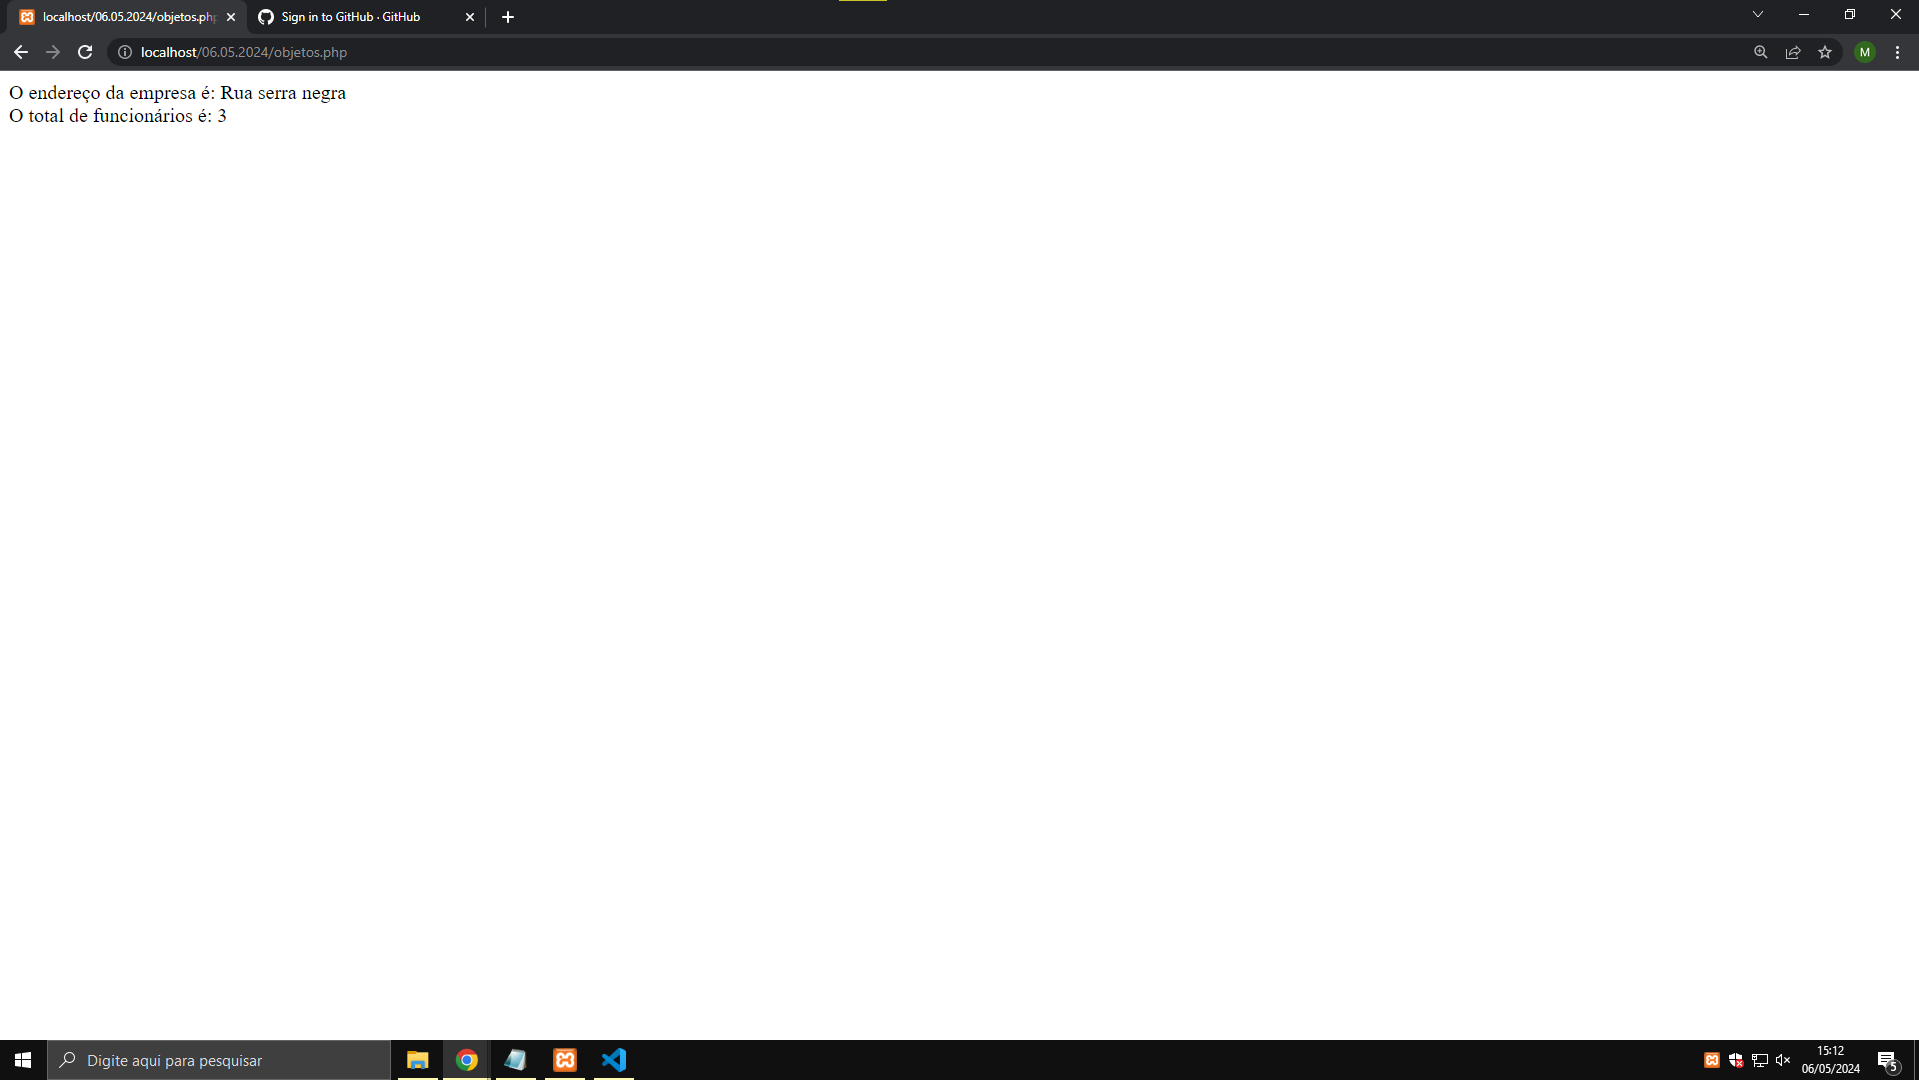 localhost/06.05.2024/objetos.php
Sign in to GitHub · GitHub
localhost/06.05.2024/objetos.php
M
O endereço da empresa é: Rua serra negra
O total de funcionários é: 3
Digite aqui para pesquisar
15:12
06/05/2024
5